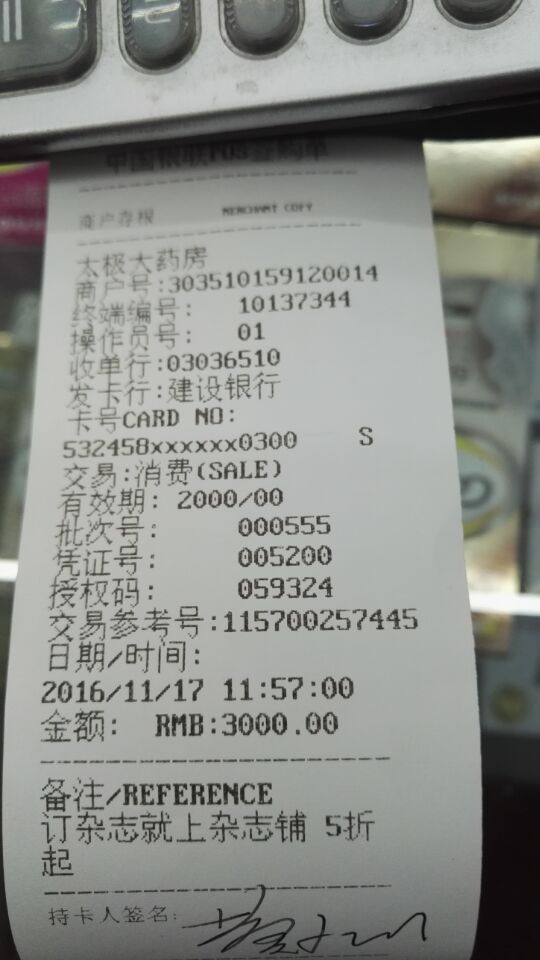 中国银联POS签购单
商户存根 MERCHANT COPY
太极大药房
商户号:303510159120014
终端编号: 10137344
操作员号: 01
收单行:03036510
发卡行:建设银行
卡号CARD NO:
532458xxxxxx0300 S
交易:消费(SALE)
有效期: 2000/00
批次号: 000555
凭证号: 005200
授权码: 059324
交易参考号:115700257445
日期/时间:
2016/11/17 11:57:00
金额: RMB:3000.00
备注/REFERENCE
订杂志就上杂志铺 5折
起
持卡人签名: